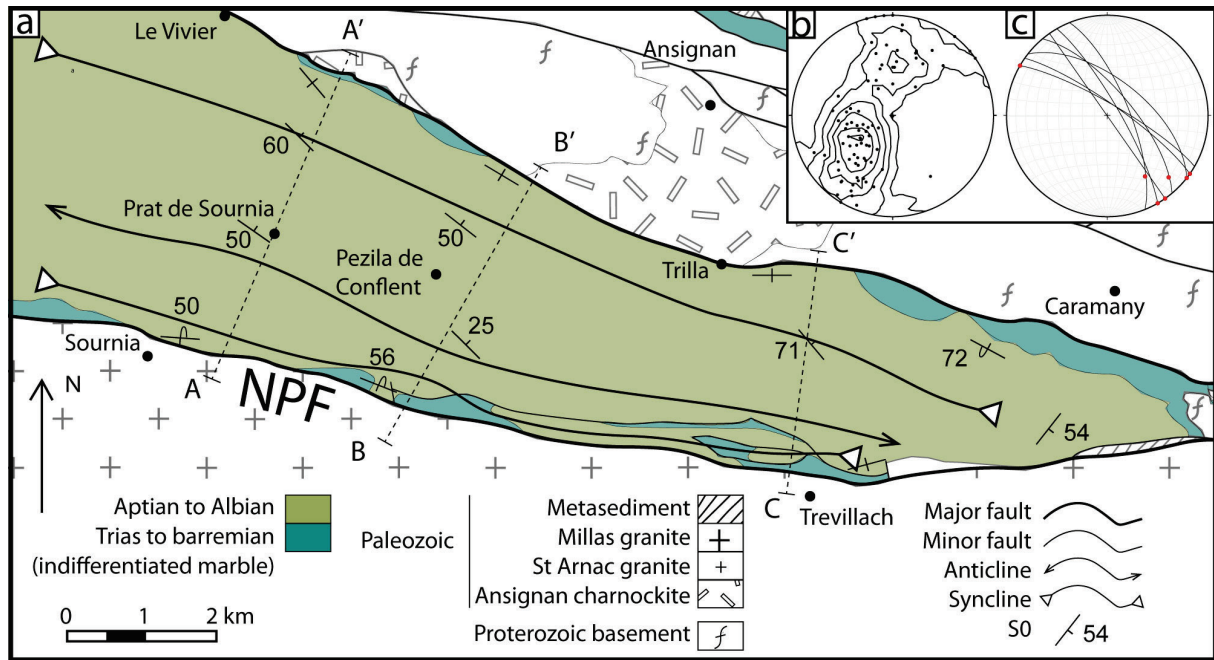 a
Le Vivier
A'
Ansignan
b
c
60
B'
Prat de Sournia
50
50
Pezila de
Conflent
Trilla
C'
Caramany
50
25
Sournia
56
71
72
A
NPF
N
54
B
C
Trevillach
Aptian to Albian
Trias to barremian
(indifferentiated marble)
Paleozoic
Metasediment
Millas granite
St Arnac granite
Ansignan charnockite
Proterozoic basement
Major fault
Minor fault
Anticline
Syncline
S0
54
0 1 2 km